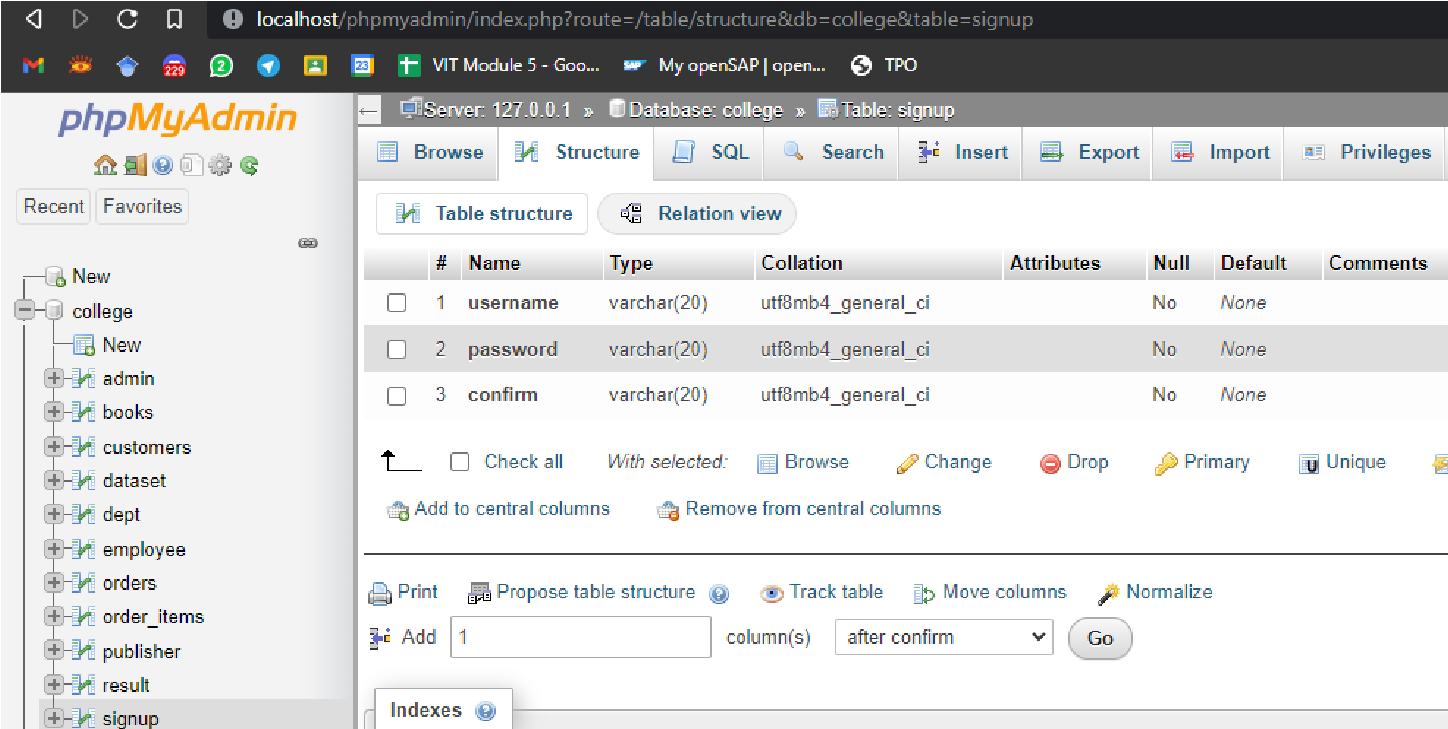 localhost/phpmyadmin/index.php?route=/table/structure&db=college&table=signup
229 2 23 VIT Module 5 - Goo... SAP My openSAP | open... TPO
phpMyAdmin
Recent Favorites
New
college
New
admin
books
customers
dataset
dept
employee
orders
order_items
publisher
result
signup
Server: 127.0.0.1 » Database: college » Table: signup
Browse Structure SQL Search Insert Export Import Privileges
Table structure Relation view
# Name Type Collation Attributes Null Default Comments
1 username varchar(20) utf8mb4_general_ci No None
2 password varchar(20) utf8mb4_general_ci No None
3 confirm varchar(20) utf8mb4_general_ci No None
Check all With selected: Browse Change Drop Primary Unique
Add to central columns Remove from central columns
Print Propose table structure Track table Move columns Normalize
Add 1 column(s) after confirm Go
Indexes